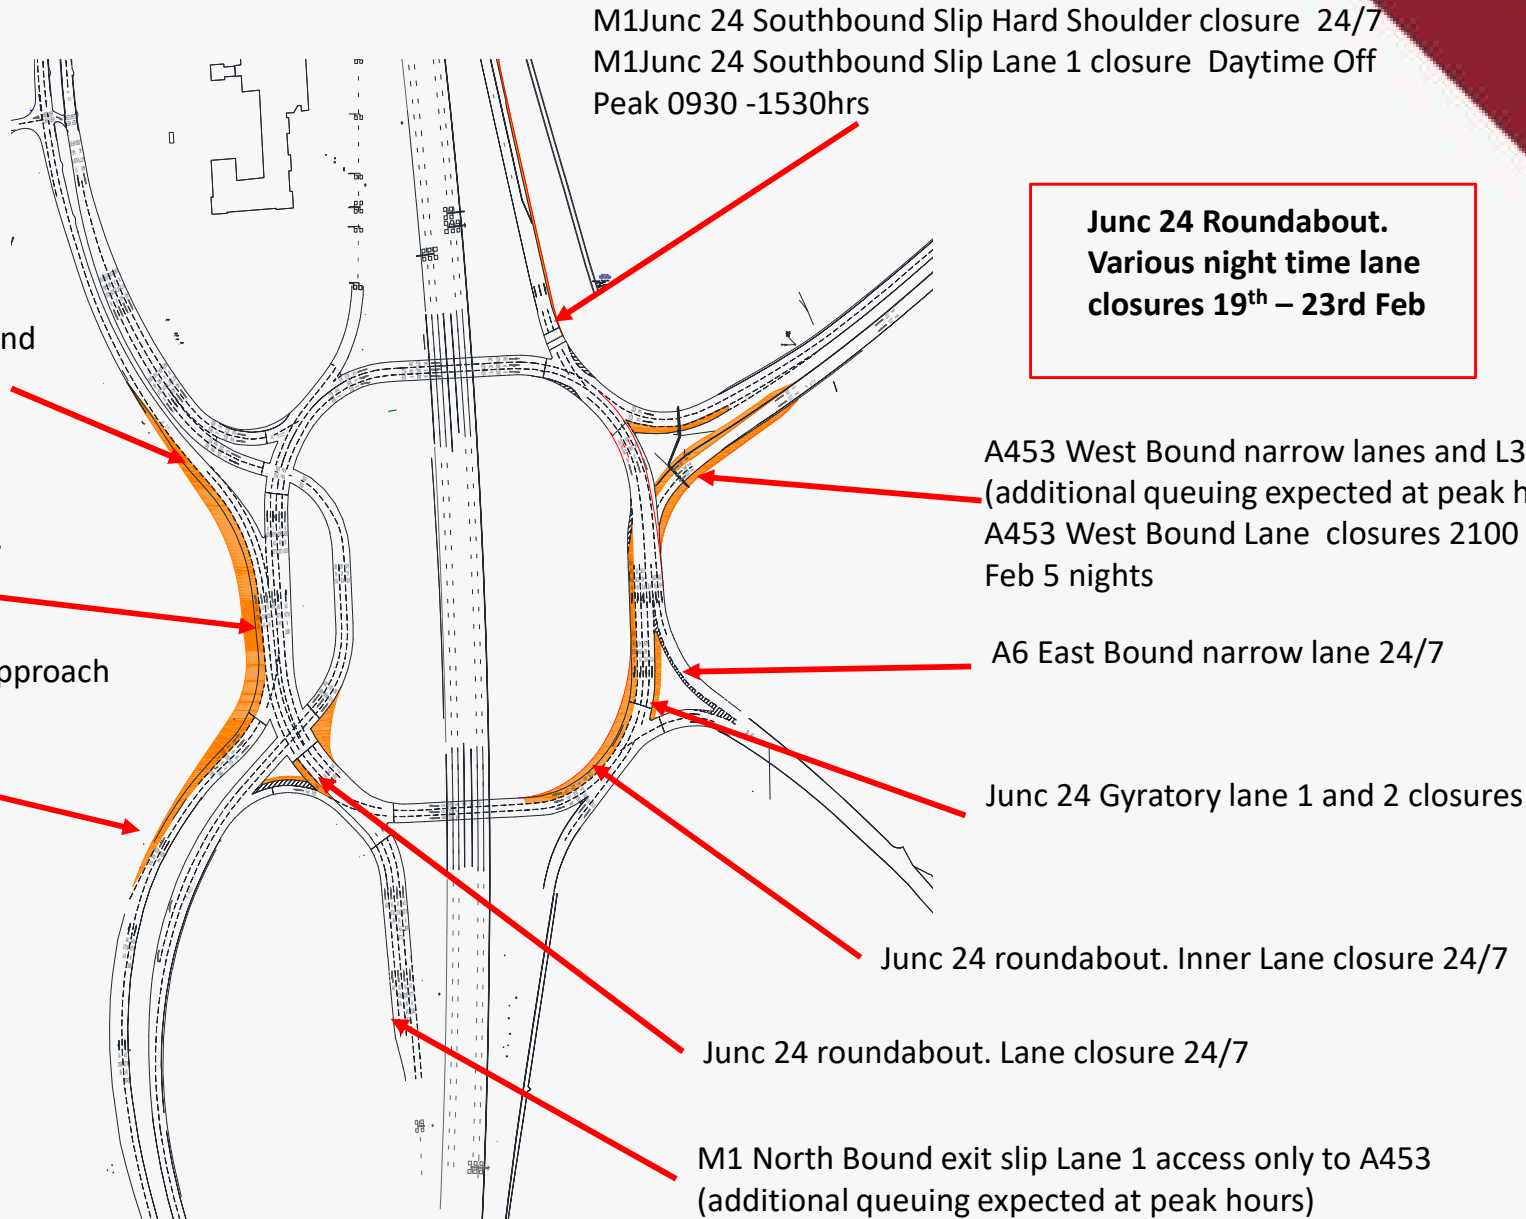 M1Junc 24 Southbound Slip Hard Shoulder closure  24/7
M1Junc 24 Southbound Slip Lane 1 closure  Daytime Off
Peak 0930 -1530hrs
Junc 24 Roundabout.
Various night time lane
closures 19th – 23rd Feb
nd
A453 West Bound narrow lanes and L3
(additional queuing expected at peak h
A453 West Bound Lane  closures 2100
Feb 5 nights
A6 East Bound narrow lane 24/7
pproach
Junc 24 Gyratory lane 1 and 2 closures
Junc 24 roundabout. Inner Lane closure 24/7
Junc 24 roundabout. Lane closure 24/7
M1 North Bound exit slip Lane 1 access only to A453
(additional queuing expected at peak hours)